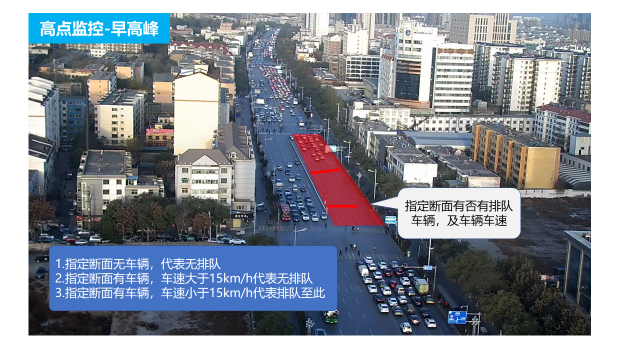 高点监控-早高峰
指定断面有否有排队
车辆，及车辆车速
1.指定断面无车辆，代表无排队
2.指定断面有车辆，车速大于15km/h代表无排队
3.指定断面有车辆，车速小于15km/h代表排队至此